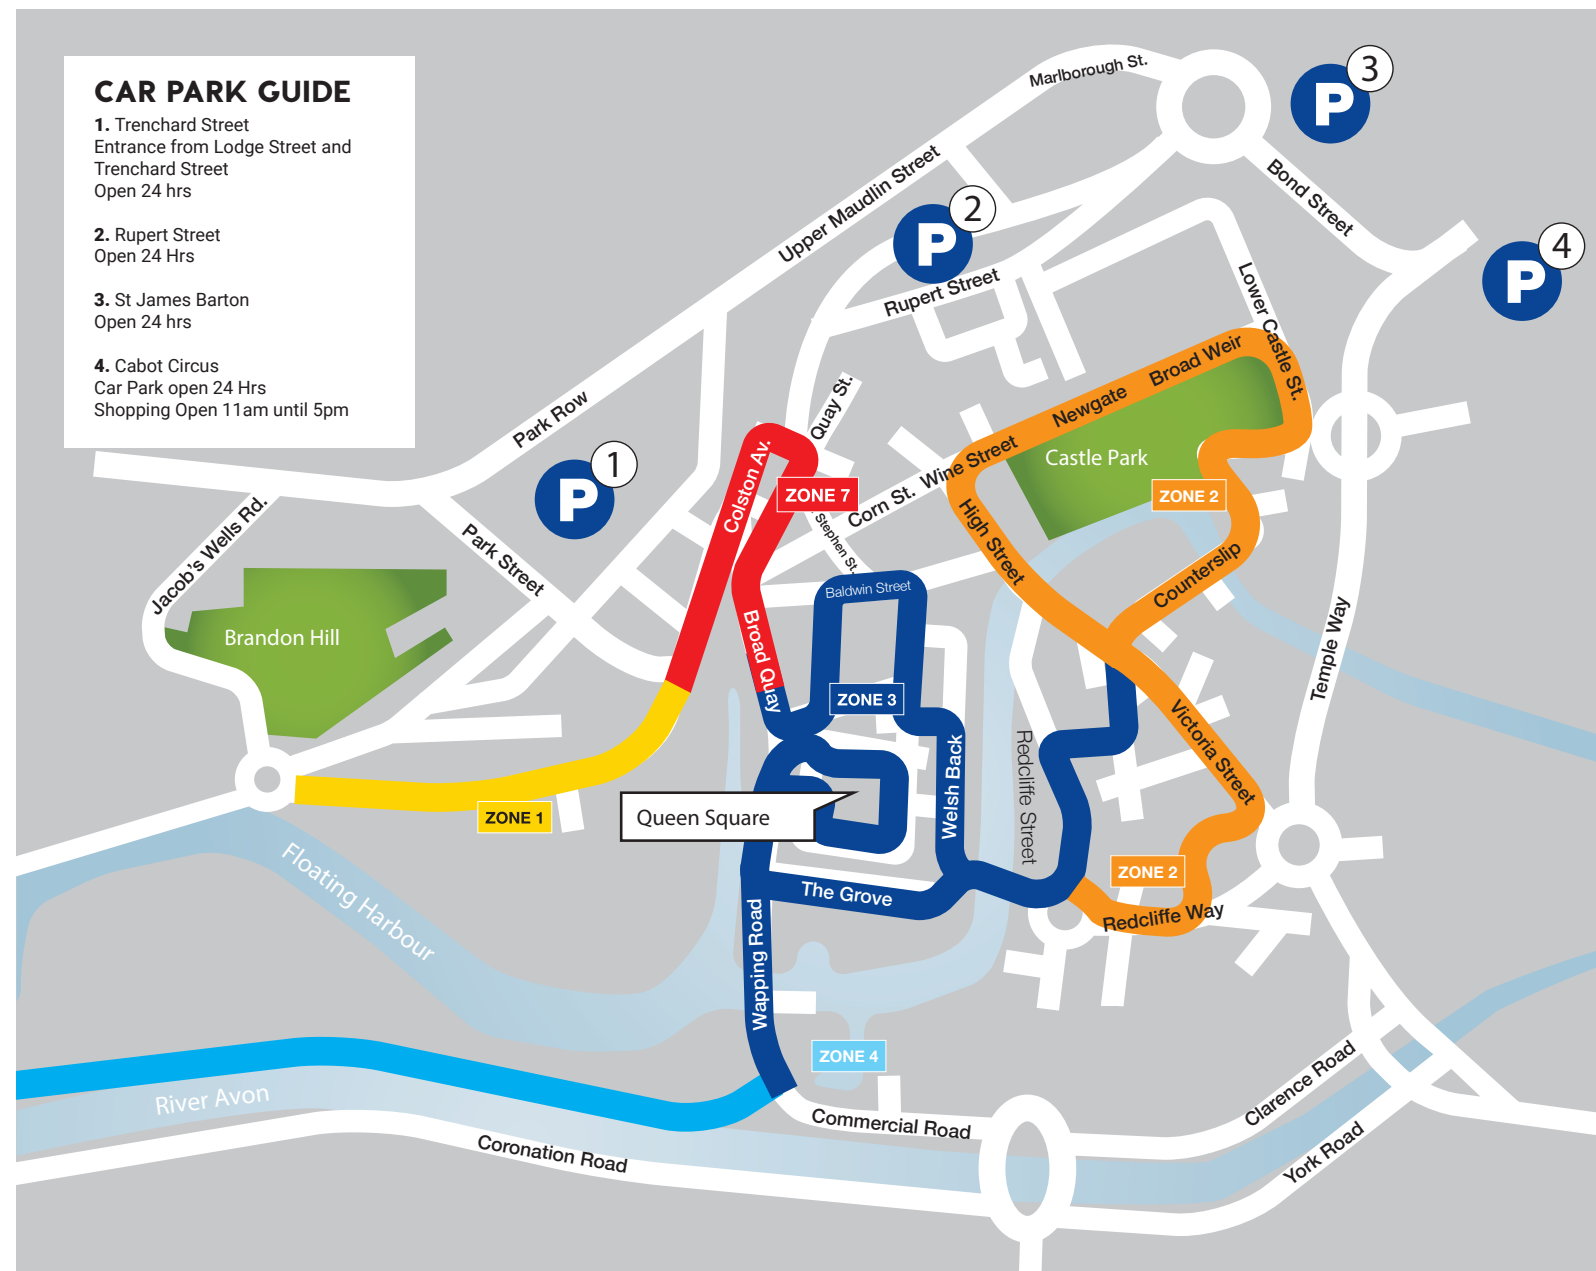 CAR PARK GUIDE
1. Trenchard Street
Entrance from Lodge Street and
Trenchard Street
Open 24 hrs
2. Rupert Street
Open 24 Hrs
3. St James Barton
Open 24 hrs
4. Cabot Circus
Car Park open 24 Hrs
Shopping Open 11am until 5pm
Marlborough St.
P 3
Bond Street
Upper Maudlin Street
P 2
P 4
Rupert Street
Lower Castle St.
Broad Weir
Newgate
Quay St.
Park Row
Castle Park
Wine Street
Corn St.
P 1
Colston Av.
ZONE 7
ZONE 2
Stephen St.
High Street
Jacob's Wells Rd.
Park Street
Counterslip
Baldwin Street
Brandon Hill
Broad Quay
Temple Way
ZONE 3
Victoria Street
Redcliffe Street
Welsh Back
ZONE 1
Queen Square
ZONE 2
The Grove
Redcliffe Way
Floating Harbour
Wapping Road
ZONE 4
River Avon
Commercial Road
Clarence Road
Coronation Road
York Road